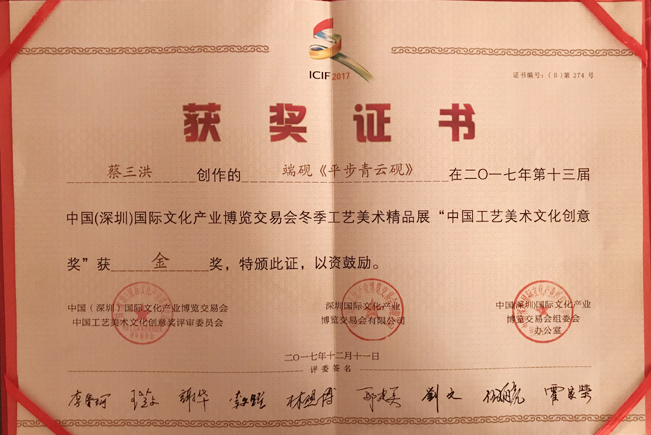 ICIF 2017
证书编号：(B)第 274 号
获奖证书
蔡三洪 创作的 端砚《平步青云砚》 在二〇一七年第十三届
中国(深圳)国际文化产业博览交易会冬季工艺美术精品展“中国工艺美术文化创意
奖”获 金 奖，特颁此证，以资鼓励。
中国（深圳）国际文化产业博览交易会
中国工艺美术文化创意奖评审委员会
深圳国际文化产业
博览交易会有限公司
中国(深圳)国际文化产业
博览交易会组委会
办公室
二〇一七年十二月十一日
评委签名